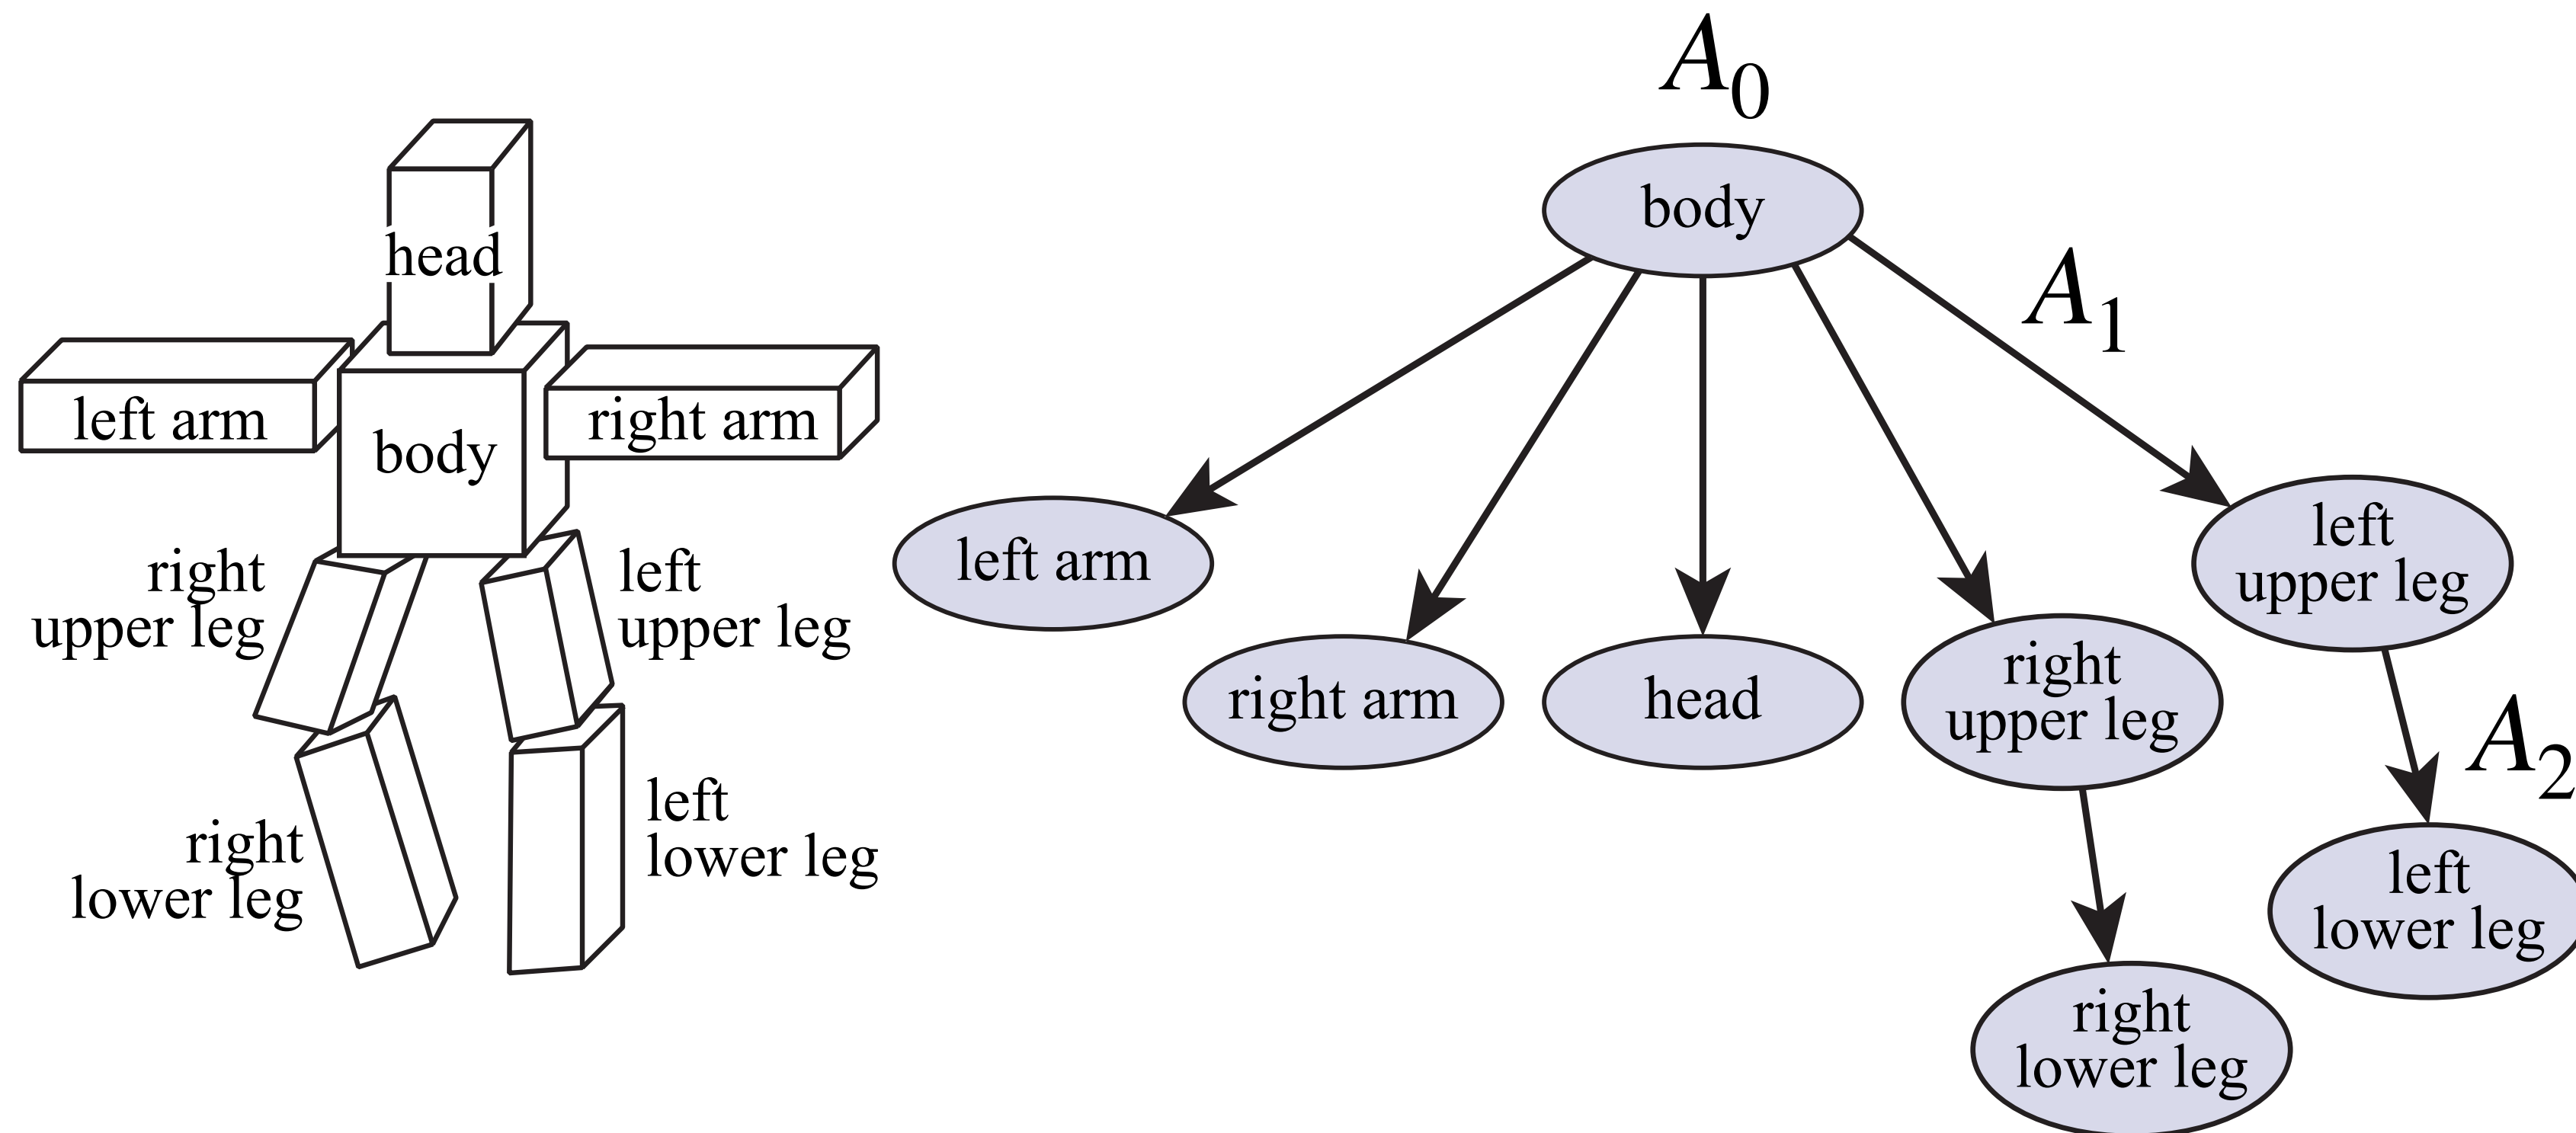 head
left arm
body
right arm
right
upper leg
left
upper leg
right
lower leg
left
lower leg
A0
body
A1
left arm
right arm
head
right
upper leg
left
upper leg
A2
right
lower leg
left
lower leg